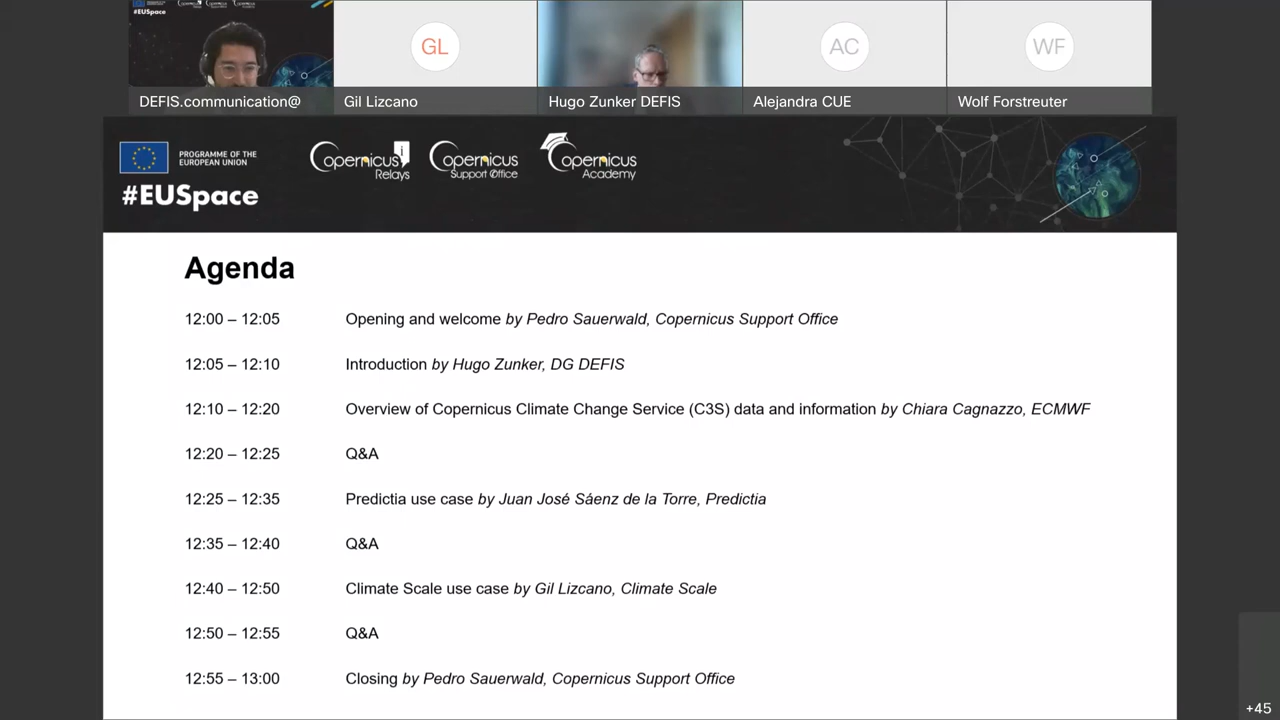 #EUSpace
GL
AC
WF
DEFIS.communication@
Gil Lizcano
Hugo Zunker DEFIS
Alejandra CUE
Wolf Forstreuter
PROGRAMME OF THE
EUROPEAN UNION
#EUSpace
Copernicus
Relays
Copernicus
Support Office
Copernicus
Academy
Agenda
12:00 – 12:05 Opening and welcome by Pedro Sauerwald, Copernicus Support Office
12:05 – 12:10 Introduction by Hugo Zunker, DG DEFIS
12:10 – 12:20 Overview of Copernicus Climate Change Service (C3S) data and information by Chiara Cagnazzo, ECMWF
12:20 – 12:25 Q&A
12:25 – 12:35 Predictia use case by Juan José Sáenz de la Torre, Predictia
12:35 – 12:40 Q&A
12:40 – 12:50 Climate Scale use case by Gil Lizcano, Climate Scale
12:50 – 12:55 Q&A
12:55 – 13:00 Closing by Pedro Sauerwald, Copernicus Support Office
+45